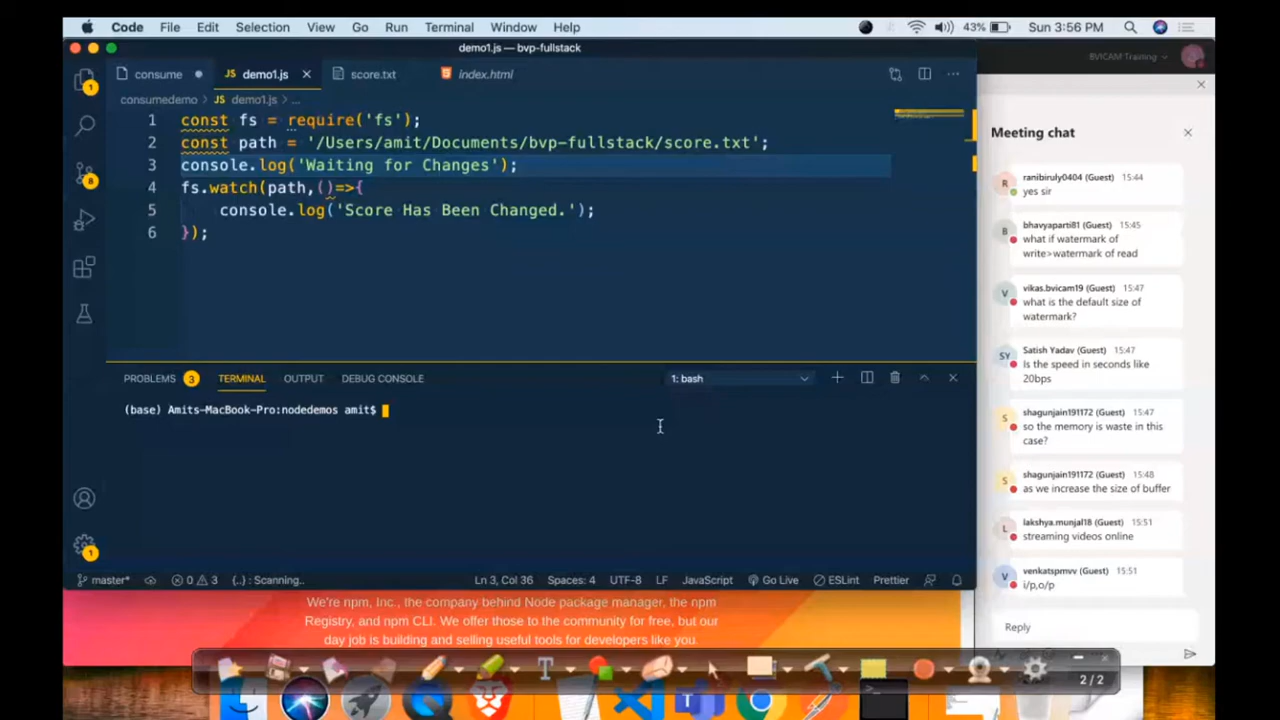 Code File Edit Selection View Go Run Terminal Window Help 43% Sun 3:56 PM
demo1.js — bvp-fullstack
BVICAM Training
consume JS demo1.js score.txt index.html
consumedemo > JS demo1.js > ...
1 const fs = require('fs');
2 const path = '/Users/amit/Documents/bvp-fullstack/score.txt';
3 console.log('Waiting for Changes');
4 fs.watch(path,()=>{
5 console.log('Score Has Been Changed.');
6 });
1
8
1
PROBLEMS 3 TERMINAL OUTPUT DEBUG CONSOLE 1: bash
(base) Amits-MacBook-Pro:nodedemos amit$
master* 0 3 {..} : Scanning.. Ln 3, Col 36 Spaces: 4 UTF-8 LF JavaScript Go Live ESLint Prettier
Meeting chat
R ranibiruly0404 (Guest) 15:44
yes sir
B bhavyaparti81 (Guest) 15:45
what if watermark of
write>watermark of read
V vikas.bvicam19 (Guest) 15:47
what is the default size of
watermark?
SY Satish Yadav (Guest) 15:47
Is the speed in seconds like
20bps
S shagunjain191172 (Guest) 15:47
so the memory is waste in this
case?
S shagunjain191172 (Guest) 15:48
as we increase the size of buffer
L lakshya.munjal18 (Guest) 15:51
streaming videos online
V venkatspmvv (Guest) 15:51
i/p,o/p
Reply
We're npm, Inc., the company behind Node package manager, the npm
Registry, and npm CLI. We offer those to the community for free, but our
day job is building and selling useful tools for developers like you.
T
2 / 2